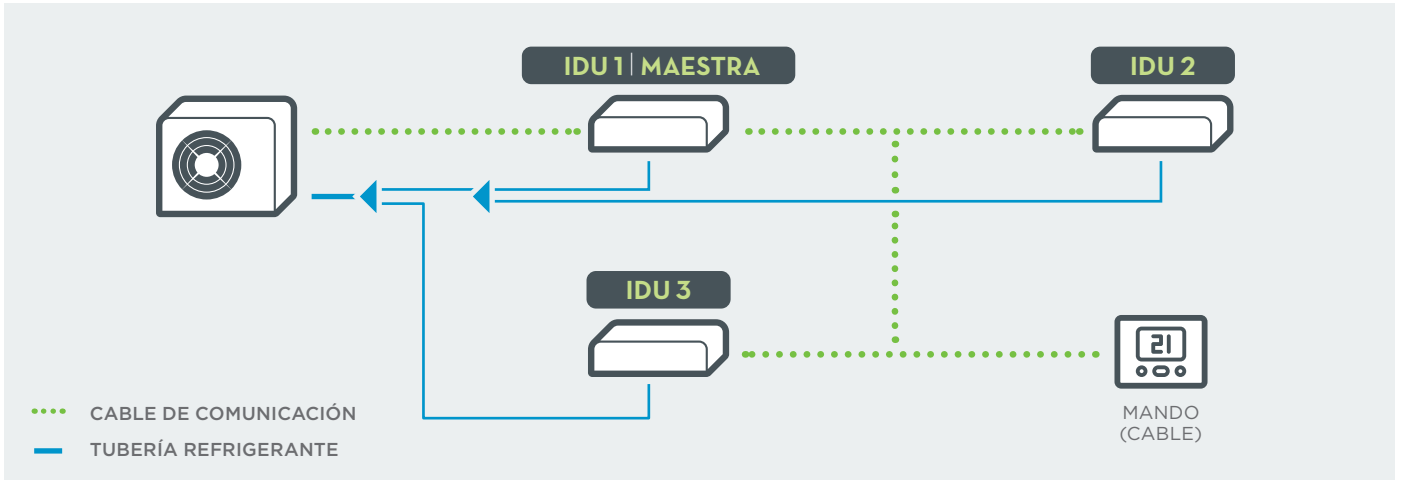 IDU 1 | MAESTRA
IDU 2
IDU 3
21
CABLE DE COMUNICACIÓN
TUBERÍA REFRIGERANTE
MANDO
(CABLE)